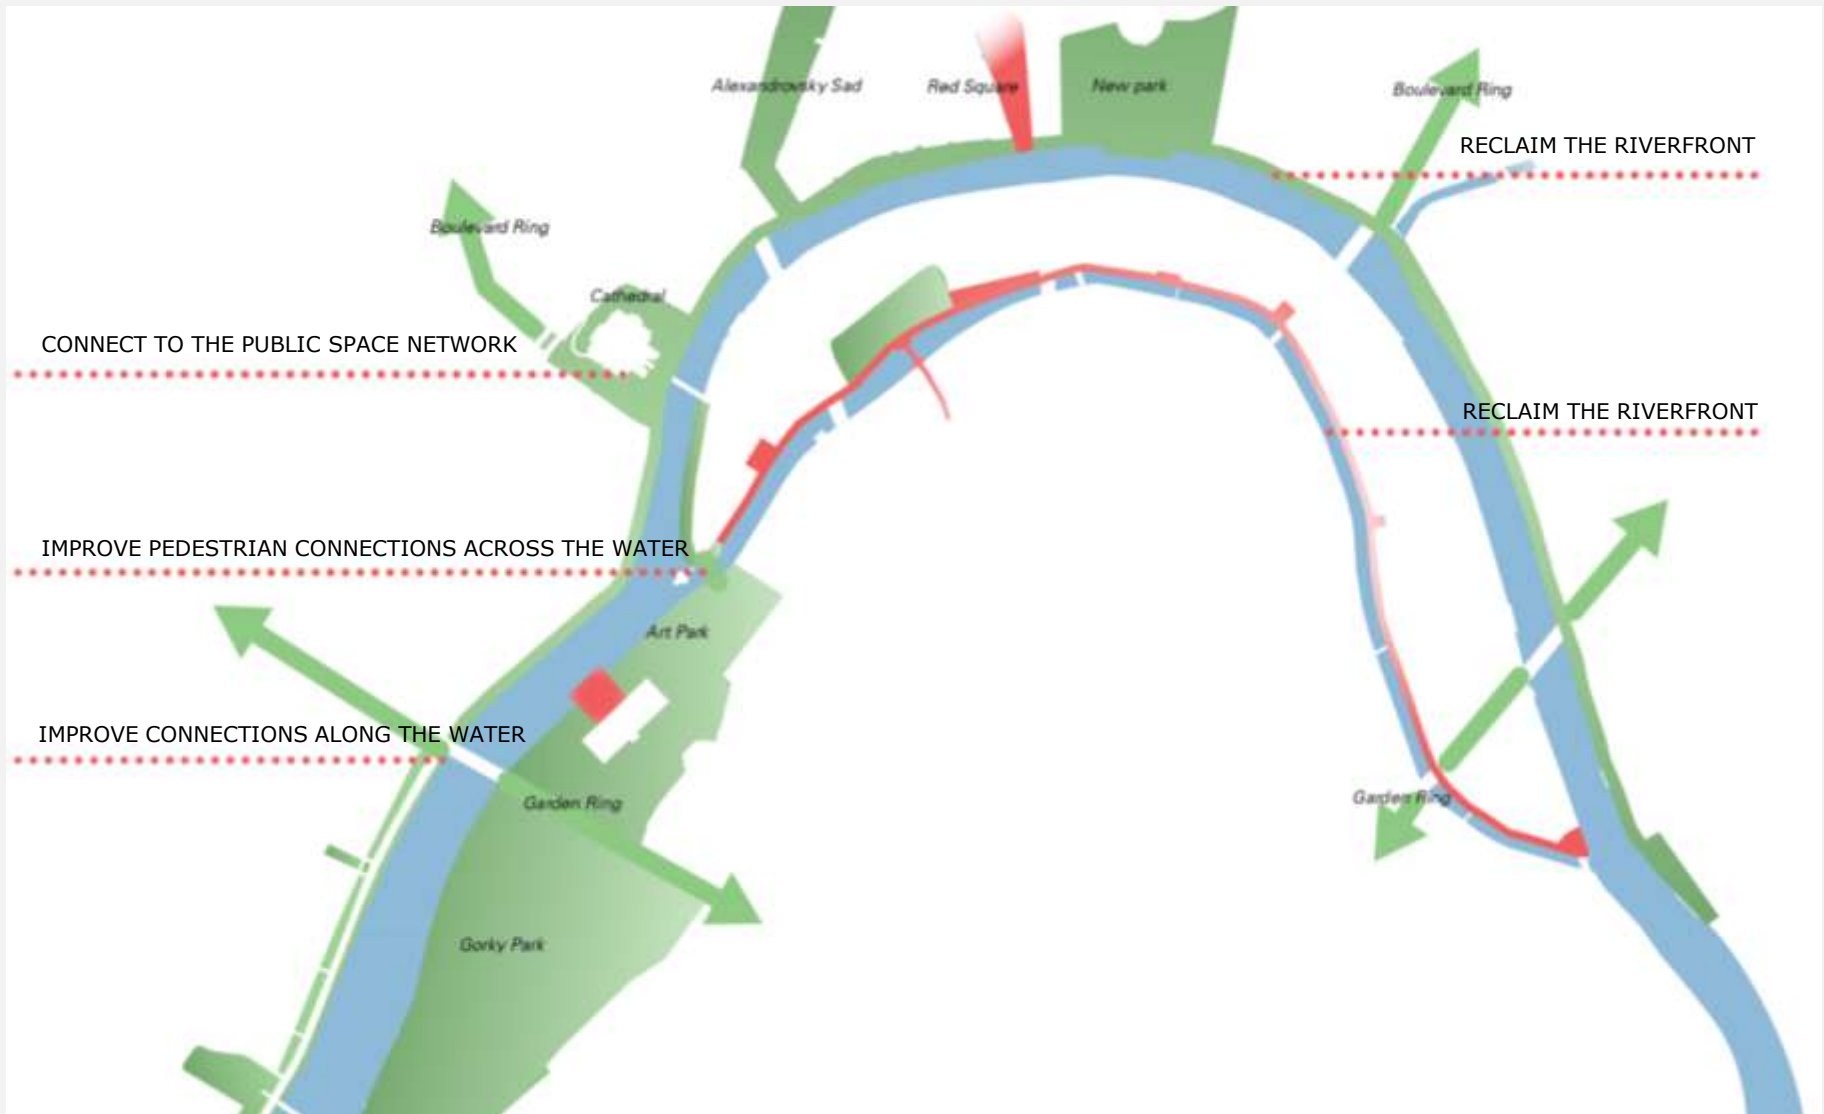 Alexandrovsky Sad
Red Square
New park
Boulevard Ring
RECLAIM THE RIVERFRONT
Boulevard Ring
Cathedral
CONNECT TO THE PUBLIC SPACE NETWORK
RECLAIM THE RIVERFRONT
IMPROVE PEDESTRIAN CONNECTIONS ACROSS THE WATER
Art Park
IMPROVE CONNECTIONS ALONG THE WATER
Garden Ring
Garden Ring
Gorky Park